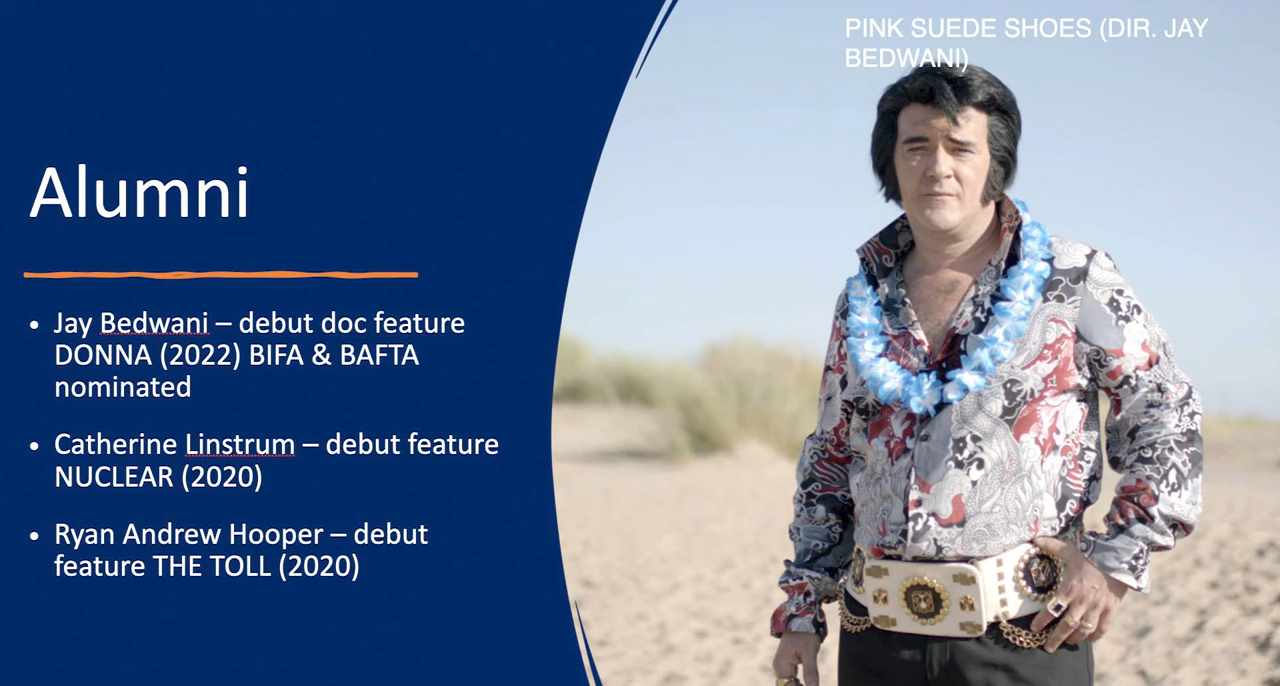 PINK SUEDE SHOES (DIR. JAY
BEDWANI)
Alumni
• Jay Bedwani – debut doc feature
DONNA (2022) BIFA & BAFTA
nominated
• Catherine Linstrum – debut feature
NUCLEAR (2020)
• Ryan Andrew Hooper – debut
feature THE TOLL (2020)